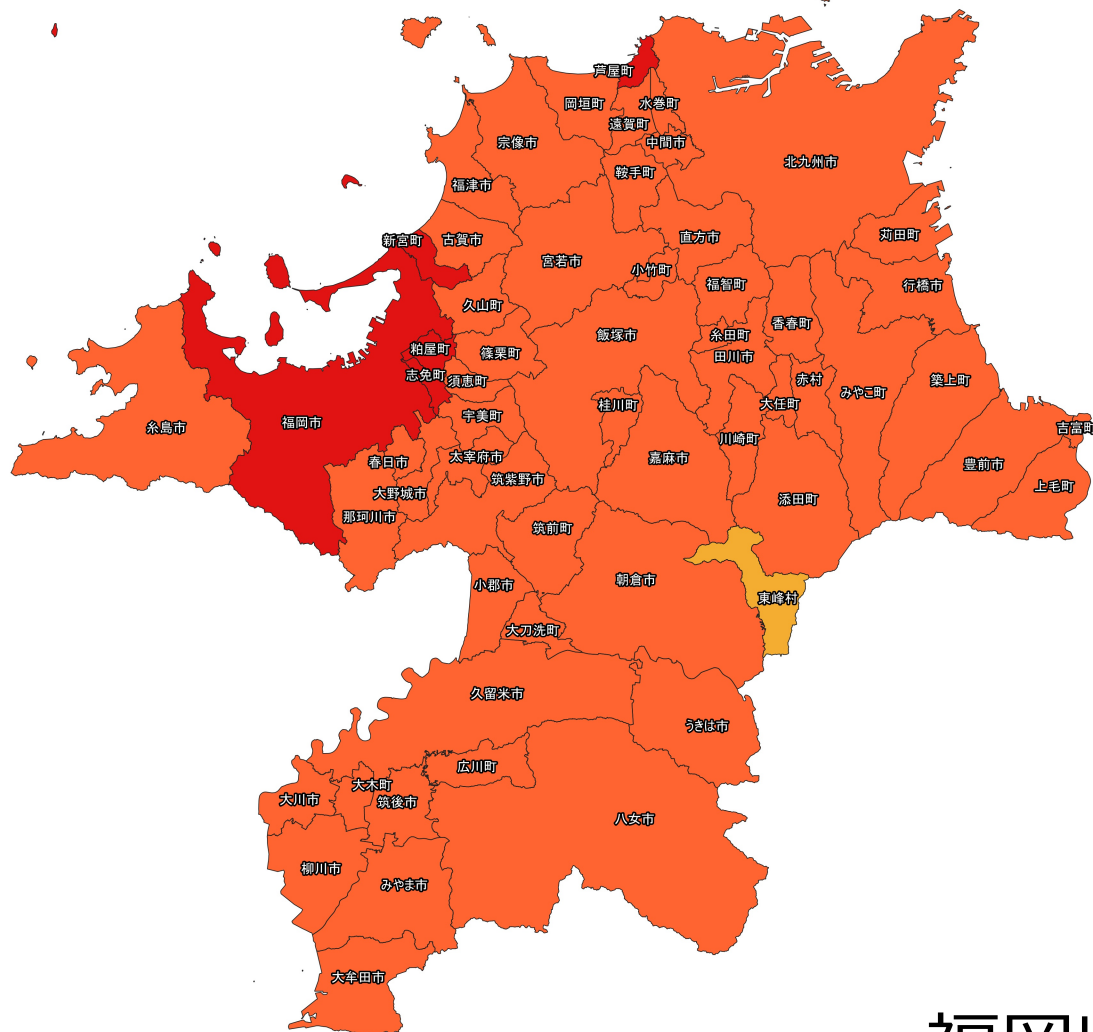 芦屋町
岡垣町
水巻町
遠賀町
宗像市
中間市
北九州市
鞍手町
福津市
新宮町
古賀市
直方市
苅田町
宮若市
小竹町
福智町
行橋市
久山町
香春町
飯塚市
糸田町
粕屋町
篠栗町
田川市
志免町
須恵町
赤村
築上町
みやこ町
桂川町
大任町
宇美町
福岡市
糸島市
吉富町
川崎町
春日市
太宰府市
嘉麻市
豊前市
筑紫野市
上毛町
大野城市
添田町
那珂川市
筑前町
小郡市
朝倉市
東峰村
大刀洗町
久留米市
うきは市
広川町
大木町
大川市
筑後市
八女市
柳川市
みやま市
大牟田市